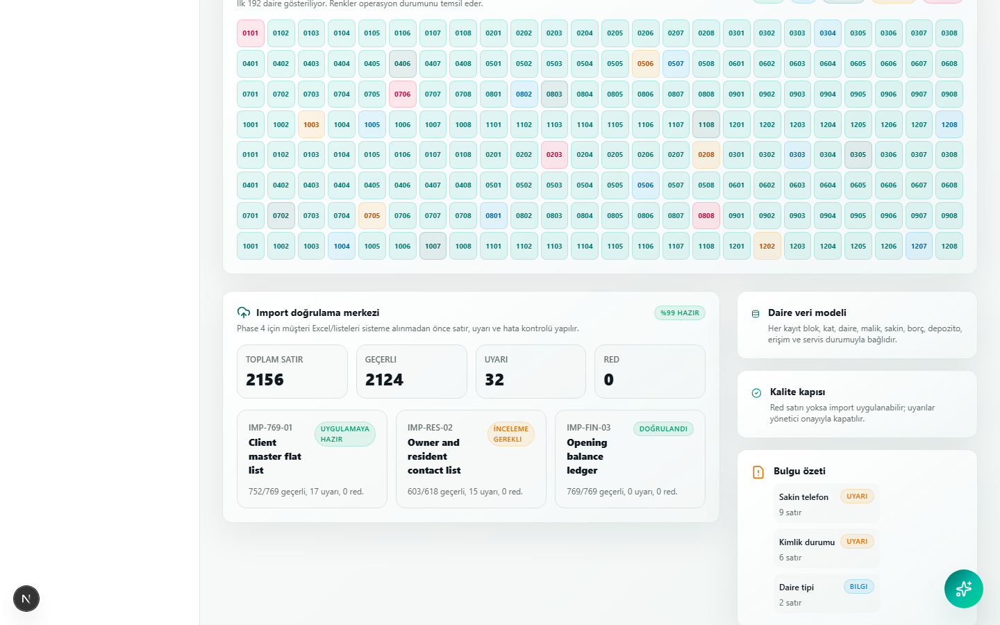 İlk 192 daire gösteriliyor. Renkler operasyon durumunu temsil eder.
0101 0102 0103 0104 0105 0106 0107 0108 0201 0202 0203 0204 0205 0206 0207 0208 0301 0302 0303 0304 0305 0306 0307 0308
0401 0402 0403 0404 0405 0406 0407 0408 0501 0502 0503 0504 0505 0506 0507 0508 0601 0602 0603 0604 0605 0606 0607 0608
0701 0702 0703 0704 0705 0706 0707 0708 0801 0802 0803 0804 0805 0806 0807 0808 0901 0902 0903 0904 0905 0906 0907 0908
1001 1002 1003 1004 1005 1006 1007 1008 1101 1102 1103 1104 1105 1106 1107 1108 1201 1202 1203 1204 1205 1206 1207 1208
0101 0102 0103 0104 0105 0106 0107 0108 0201 0202 0203 0204 0205 0206 0207 0208 0301 0302 0303 0304 0305 0306 0307 0308
0401 0402 0403 0404 0405 0406 0407 0408 0501 0502 0503 0504 0505 0506 0507 0508 0601 0602 0603 0604 0605 0606 0607 0608
0701 0702 0703 0704 0705 0706 0707 0708 0801 0802 0803 0804 0805 0806 0807 0808 0901 0902 0903 0904 0905 0906 0907 0908
1001 1002 1003 1004 1005 1006 1007 1008 1101 1102 1103 1104 1105 1106 1107 1108 1201 1202 1203 1204 1205 1206 1207 1208
Import doğrulama merkezi
%99 HAZIR
Phase 4 için müşteri Excel/listeleri sisteme alınmadan önce satır, uyarı ve hata kontrolü yapılır.
TOPLAM SATIR
2156
GEÇERLI
2124
UYARI
32
RED
0
IMP-769-01
UYGULAMAYA
HAZIR
Client
master flat
list
752/769 geçerli, 17 uyarı, 0 red.
IMP-RES-02
İNCELEME
GEREKLI
Owner and
resident
contact list
603/618 geçerli, 15 uyarı, 0 red.
IMP-FIN-03
DOĞRULANDI
Opening
balance
ledger
769/769 geçerli, 0 uyarı, 0 red.
Daire veri modeli
Her kayıt blok, kat, daire, malik, sakin, borç, depozito,
erişim ve servis durumuyla bağlıdır.
Kalite kapısı
Red satırı yoksa import uygulanabilir; uyarılar
yönetici onayıyla kapatılır.
Bulgu özeti
Sakin telefon
UYARI
9 satır
Kimlik durumu
UYARI
6 satır
Daire tipi
BILGI
2 satır
N